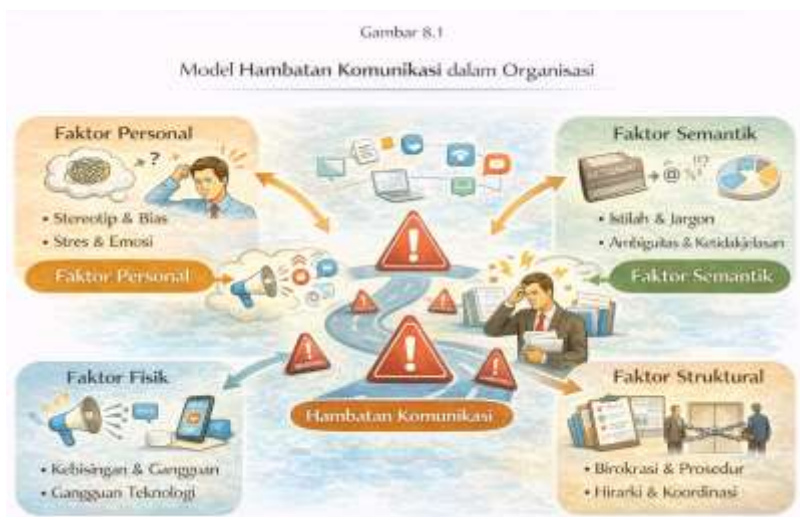 Gambar 8.1
Model Hambatan Komunikasi dalam Organisasi
Faktor Personal
• Stereotip & Bias
• Stres & Emosi
Faktor Personal
Faktor Semantik
• Istilah & Jargon
• Ambiguitas & Ketidakjelasan
Faktor Semantik
Faktor Fisik
• Kebisingan & Gangguan
• Gangguan Teknologi
Hambatan Komunikasi
Faktor Struktural
• Birokrasi & Prosedur
• Hirarki & Koordinasi